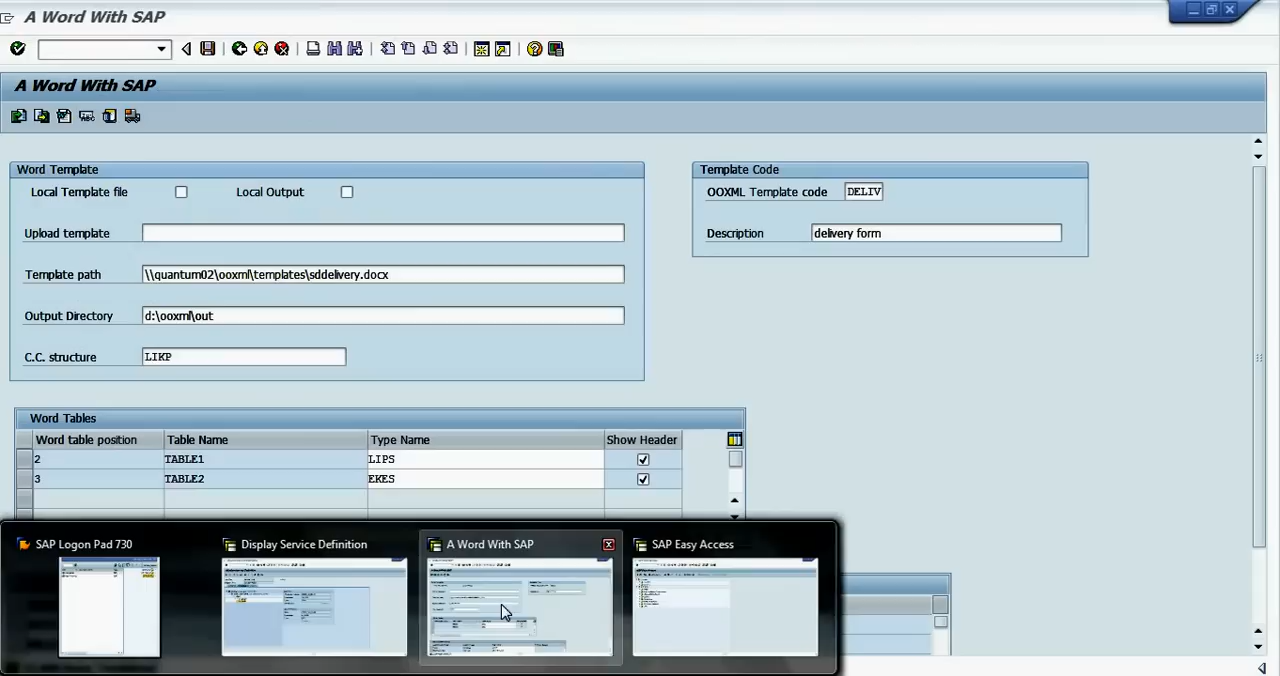 A Word With SAP
A Word With SAP
ABC
Word Template
Local Template file
Local Output
Upload template
Template path
\\quantum02\ooxml\templates\sddelivery.docx
Output Directory
d:\ooxml\out
C.C. structure
LIKP
Template Code
OOXML Template code
DELIV
Description
delivery form
Word Tables
Word table position Table Name Type Name Show Header
2 TABLE1 LIPS
3 TABLE2 EKES
SAP Logon Pad 730
Display Service Definition
A Word With SAP
SAP Easy Access